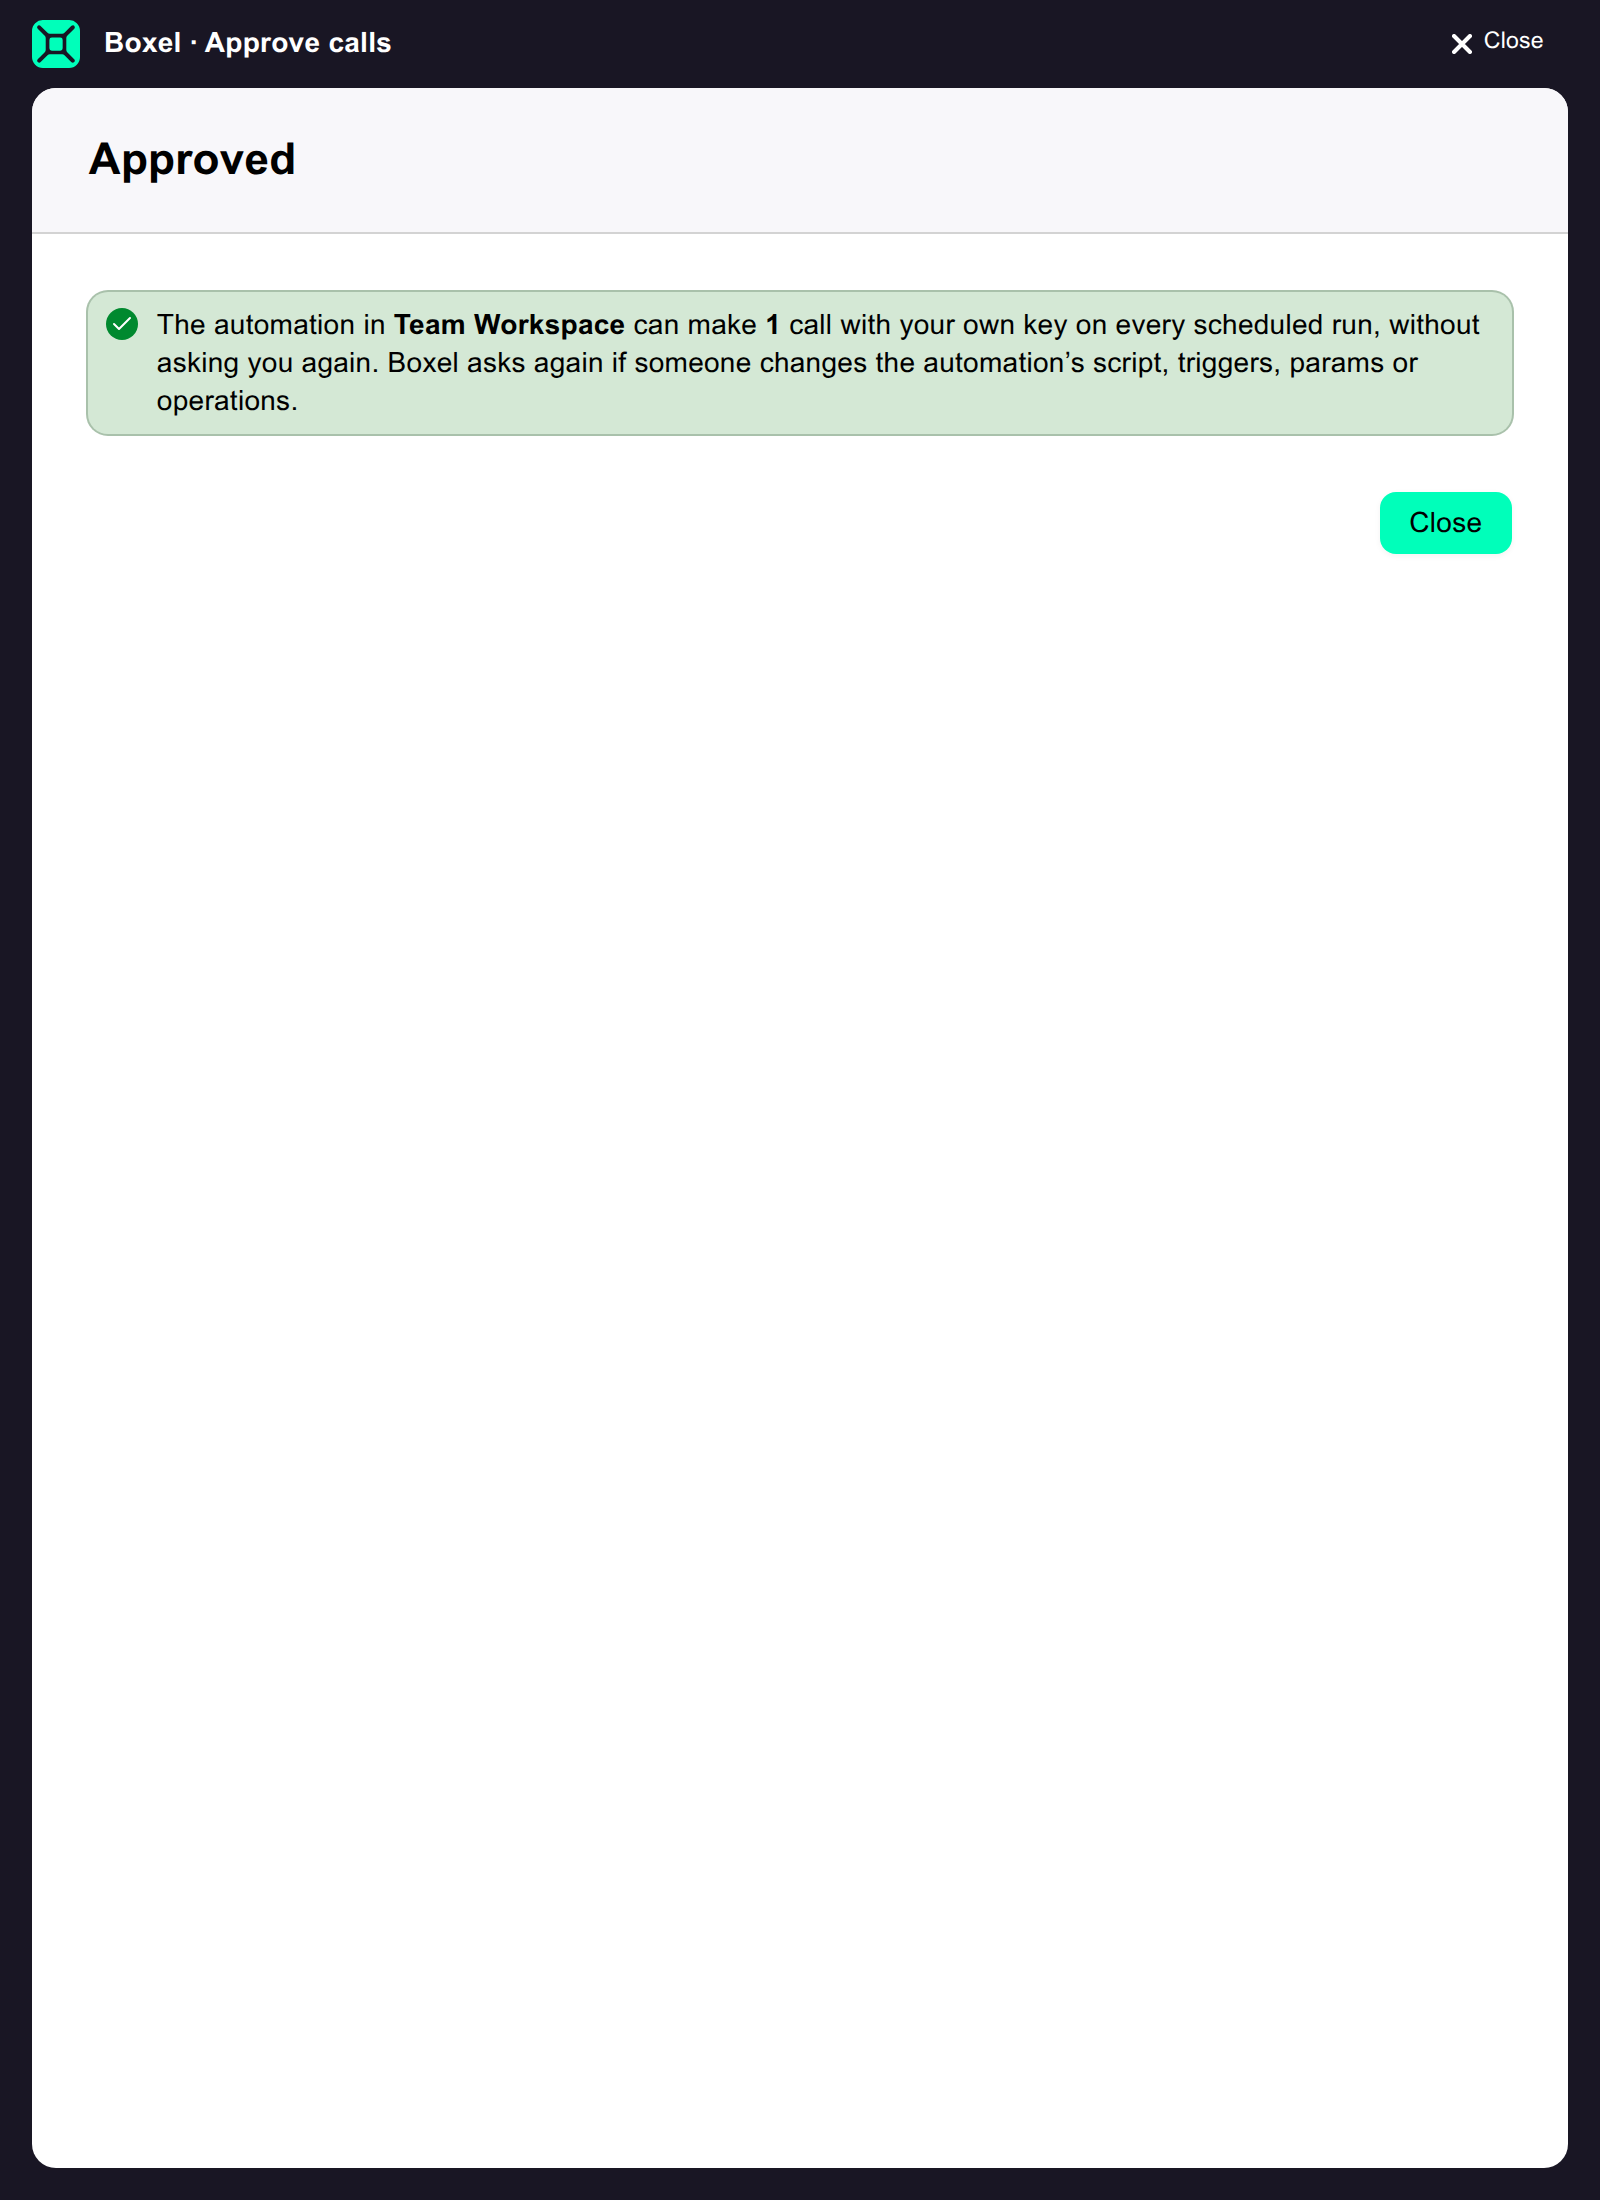 Boxel · Approve calls
Close
Approved
The automation in Team Workspace can make 1 call with your own key on every scheduled run, without
asking you again. Boxel asks again if someone changes the automation’s script, triggers, params or
operations.
Close